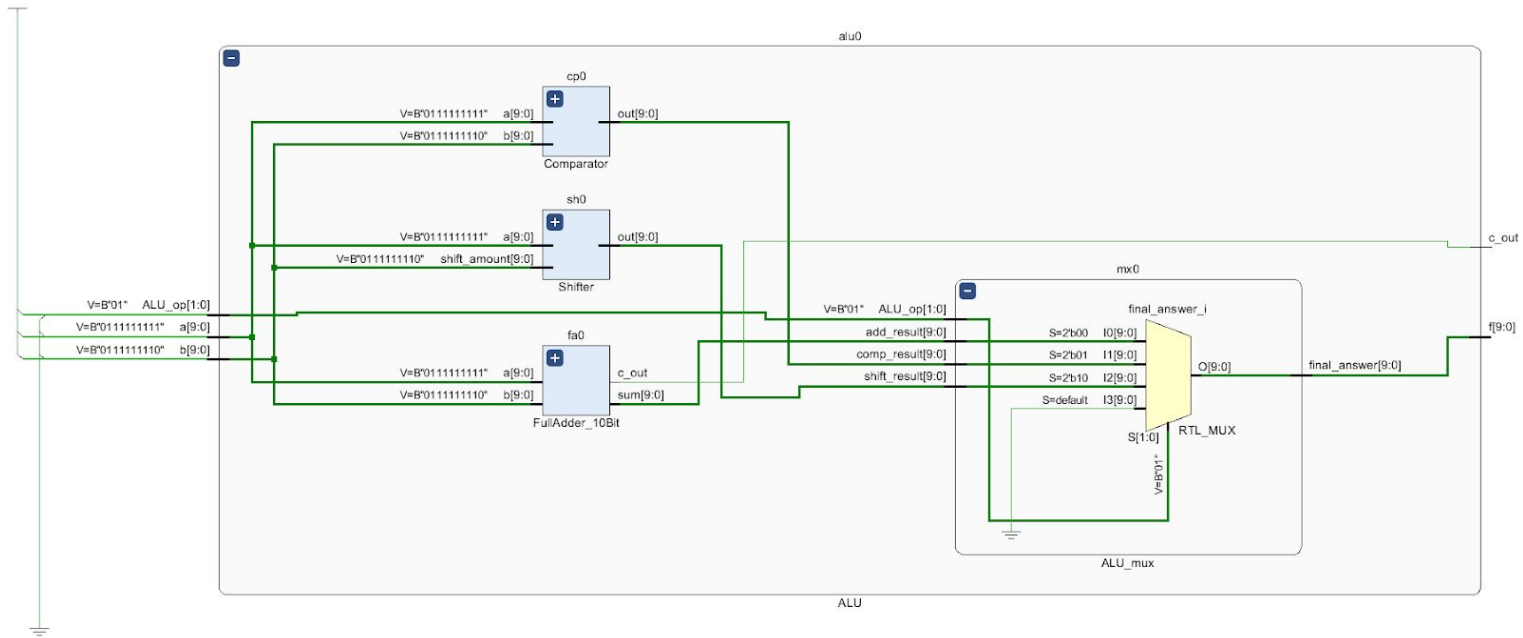 alu0
cp0
V=B"0111111111" a[9:0]
out[9:0]
V=B"0111111110" b[9:0]
Comparator
sh0
V=B"0111111111" a[9:0]
out[9:0]
V=B"0111111110" shift_amount[9:0]
Shifter
c_out
mx0
V=B"01" ALU_op[1:0]
V=B"0111111111" a[9:0]
V=B"0111111110" b[9:0]
fa0
V=B"0111111111" a[9:0]
c_out
V=B"0111111110" b[9:0]
sum[9:0]
FullAdder_10Bit
V=B"01" ALU_op[1:0]
add_result[9:0]
comp_result[9:0]
shift_result[9:0]
final_answer_i
S=2'b00 I0[9:0]
S=2'b01 I1[9:0]
S=2'b10 I2[9:0]
S=default I3[9:0]
O[9:0]
final_answer[9:0]
f[9:0]
S[1:0]
RTL_MUX
V=B"01"
ALU_mux
ALU